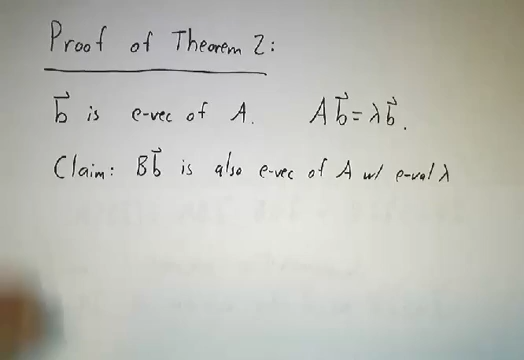 Proof of Theorem 2:
b⃗ is e-vec of A. Ab⃗=λb⃗.
Claim: Bb⃗ is also e-vec of A w/ e-val λ